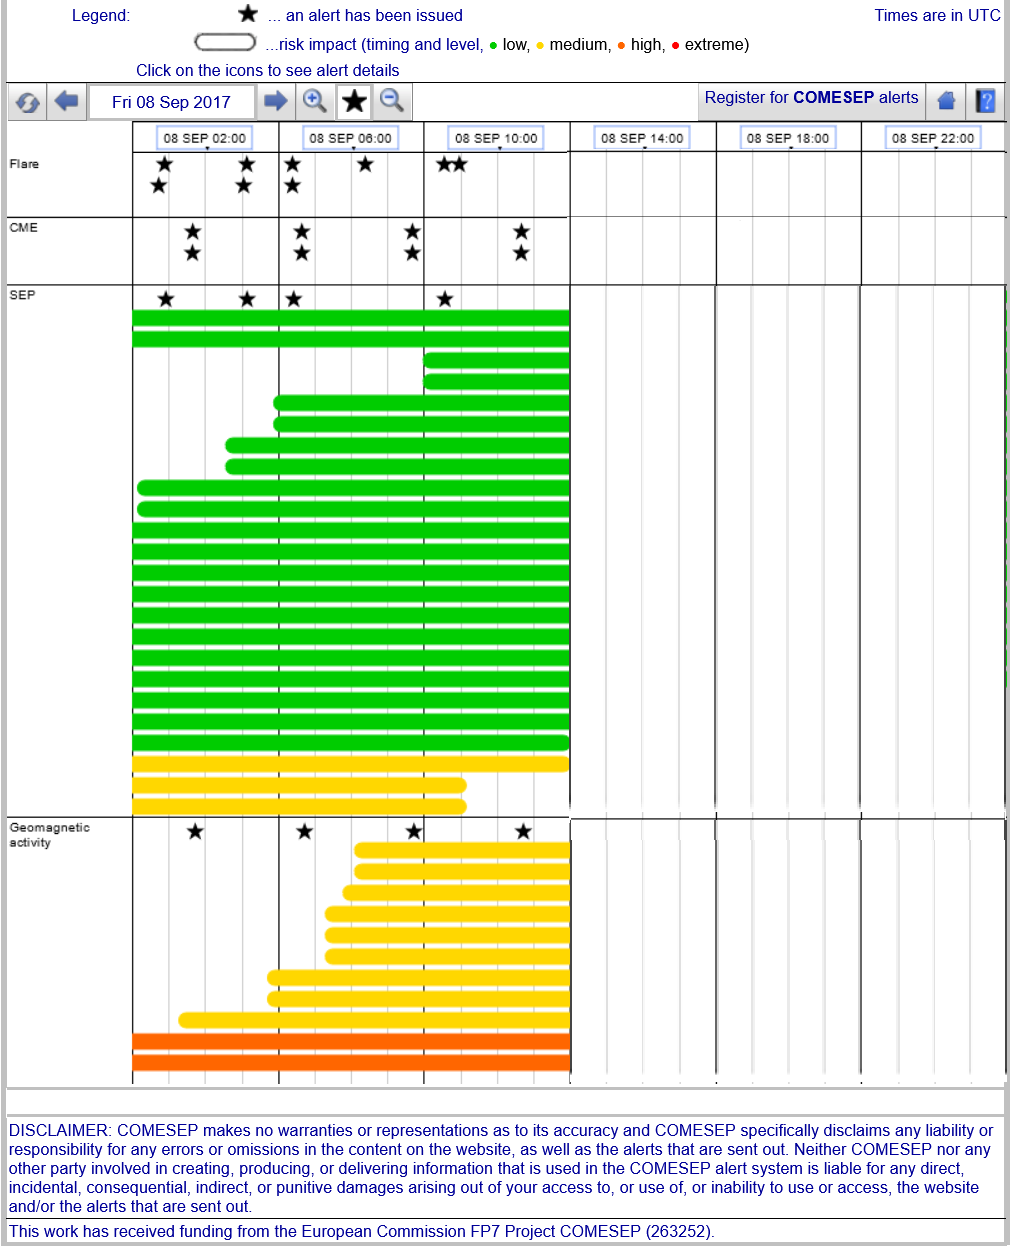 Legend: ... an alert has been issued Times are in UTC
...risk impact (timing and level, low, medium, high, extreme)
Click on the icons to see alert details
Fri 08 Sep 2017 Register for COMESEP alerts ?
08 SEP 02:00 08 SEP 06:00 08 SEP 10:00 08 SEP 14:00 08 SEP 18:00 08 SEP 22:00
Flare
CME
SEP
Geomagnetic
activity
DISCLAIMER: COMESEP makes no warranties or representations as to its accuracy and COMESEP specifically disclaims any liability or
responsibility for any errors or omissions in the content on the website, as well as the alerts that are sent out. Neither COMESEP nor any
other party involved in creating, producing, or delivering information that is used in the COMESEP alert system is liable for any direct,
incidental, consequential, indirect, or punitive damages arising out of your access to, or use of, or inability to use or access, the website
and/or the alerts that are sent out.
This work has received funding from the European Commission FP7 Project COMESEP (263252).